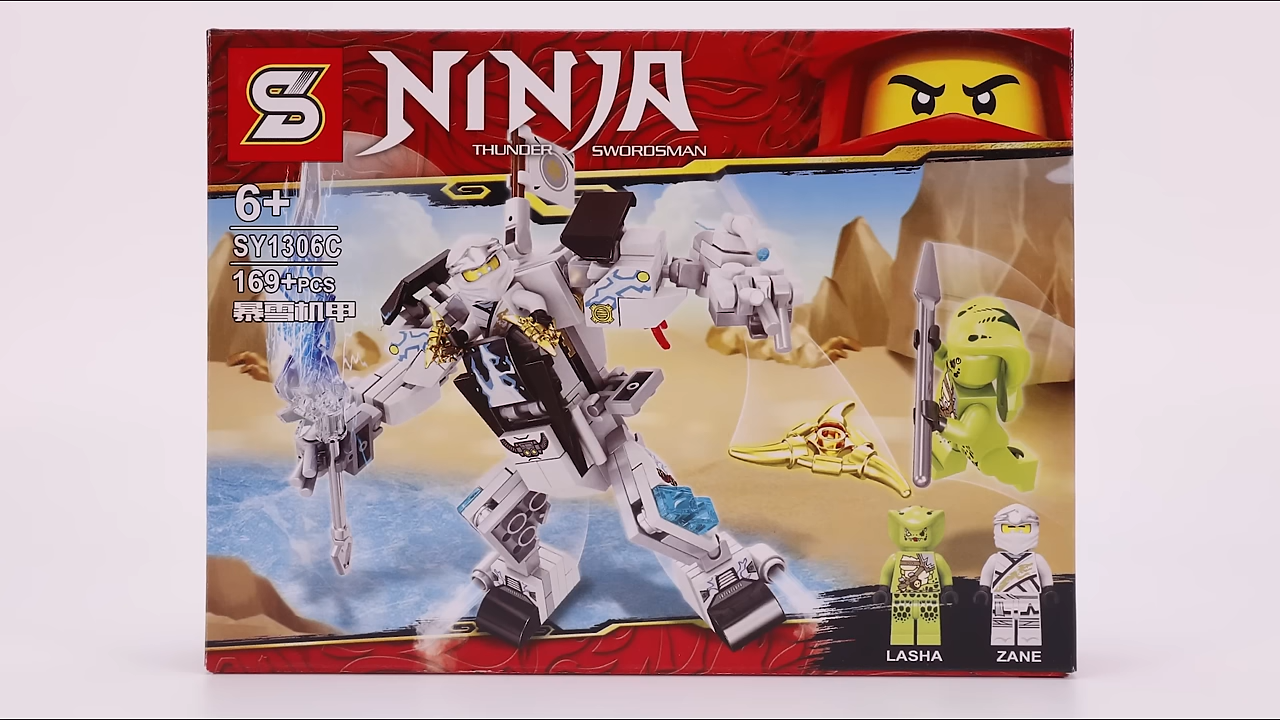 S
NINJA
THUNDER SWORDSMAN
6+
SY1306C
169+PCS
暴雪机甲
LASHA
ZANE